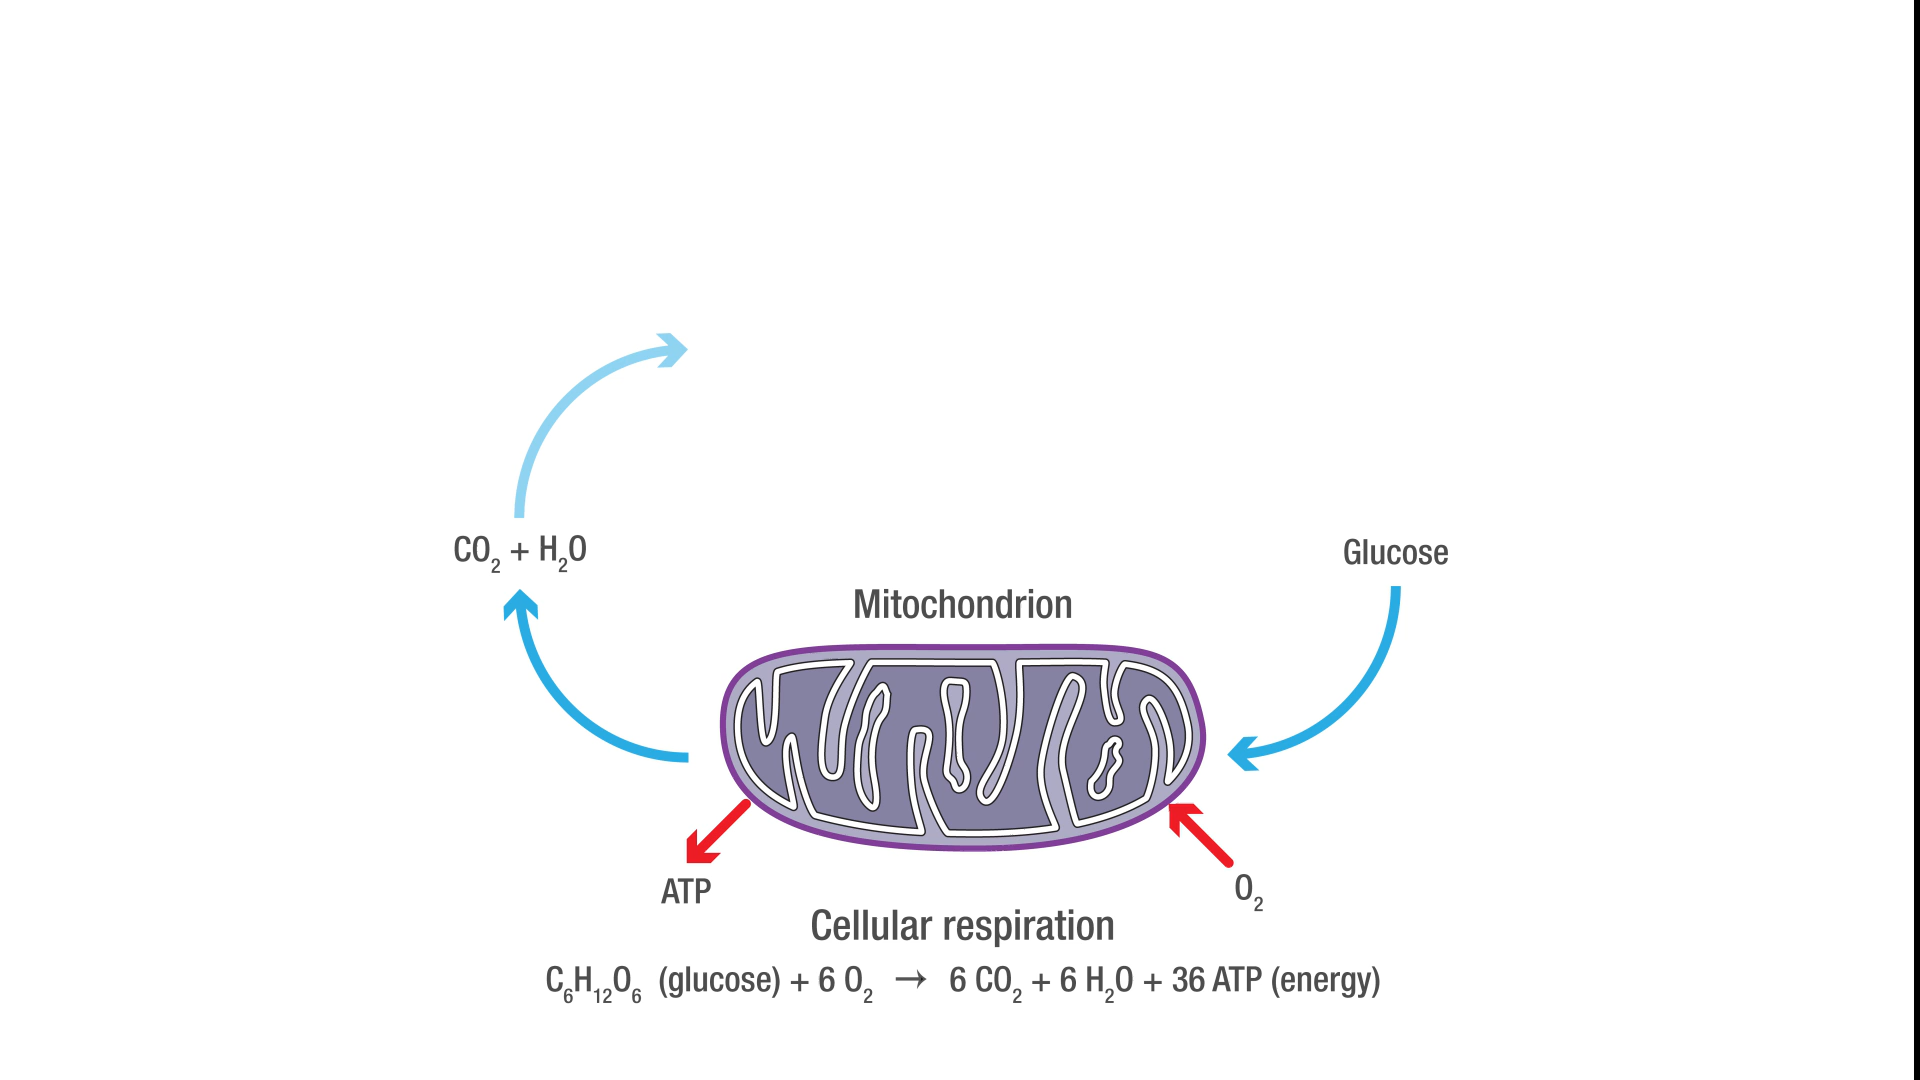 CO₂ + H₂O
Glucose
Mitochondrion
ATP
O₂
Cellular respiration
C₆H₁₂O₆ (glucose) + 6 O₂ → 6 CO₂ + 6 H₂O + 36 ATP (energy)